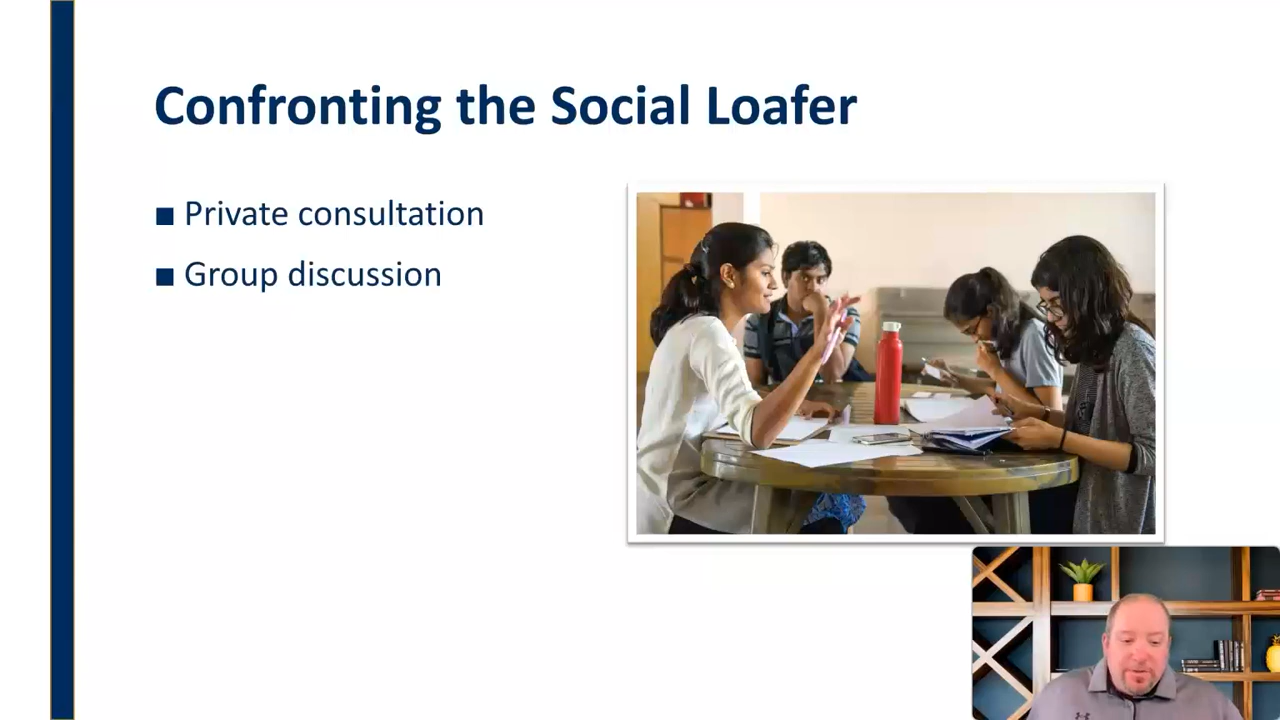 Confronting the Social Loafer
■ Private consultation
■ Group discussion